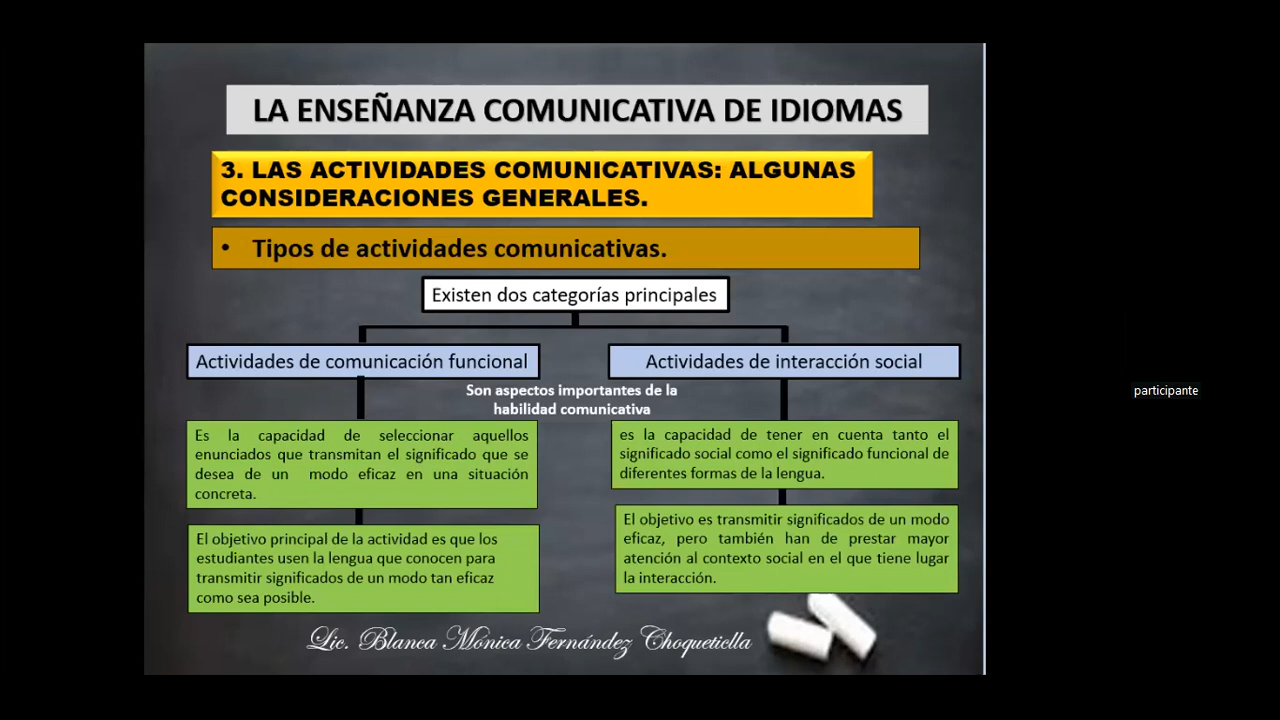 LA ENSEÑANZA COMUNICATIVA DE IDIOMAS
3. LAS ACTIVIDADES COMUNICATIVAS: ALGUNAS
CONSIDERACIONES GENERALES.
• Tipos de actividades comunicativas.
Existen dos categorías principales
Actividades de comunicación funcional
Actividades de interacción social
Son aspectos importantes de la
habilidad comunicativa
Es la capacidad de seleccionar aquellos
enunciados que transmitan el significado que se
desea de un modo eficaz en una situación
concreta.
es la capacidad de tener en cuenta tanto el
significado social como el significado funcional de
diferentes formas de la lengua.
El objetivo principal de la actividad es que los
estudiantes usen la lengua que conocen para
transmitir significados de un modo tan eficaz
como sea posible.
El objetivo es transmitir significados de un modo
eficaz, pero también han de prestar mayor
atención al contexto social en el que tiene lugar
la interacción.
Lic. Blanca Mónica Fernández Choqueticlla
participante